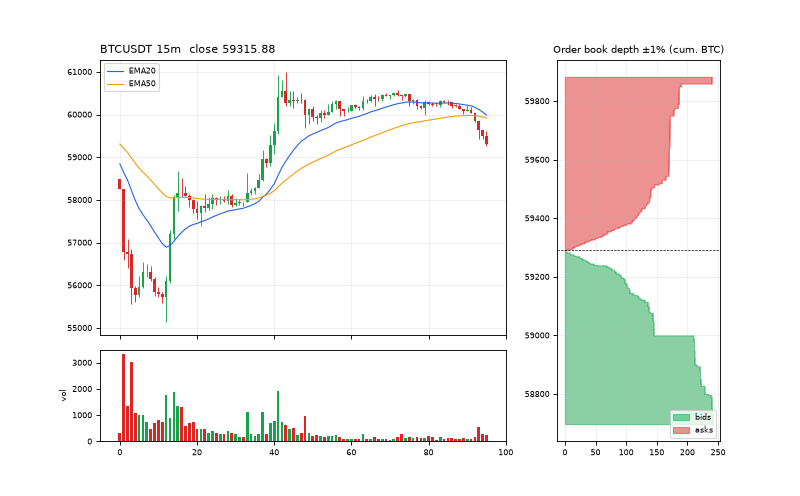 BTCUSDT 15m  close 59315.88
Order book depth ±1% (cum. BTC)
EMA20
EMA50
61000
60000
59000
58000
57000
56000
55000
59800
59600
59400
59200
59000
58800
bids
asks
vol
3000
2000
1000
0
0 20 40 60 80 100
0 50 100 150 200 250